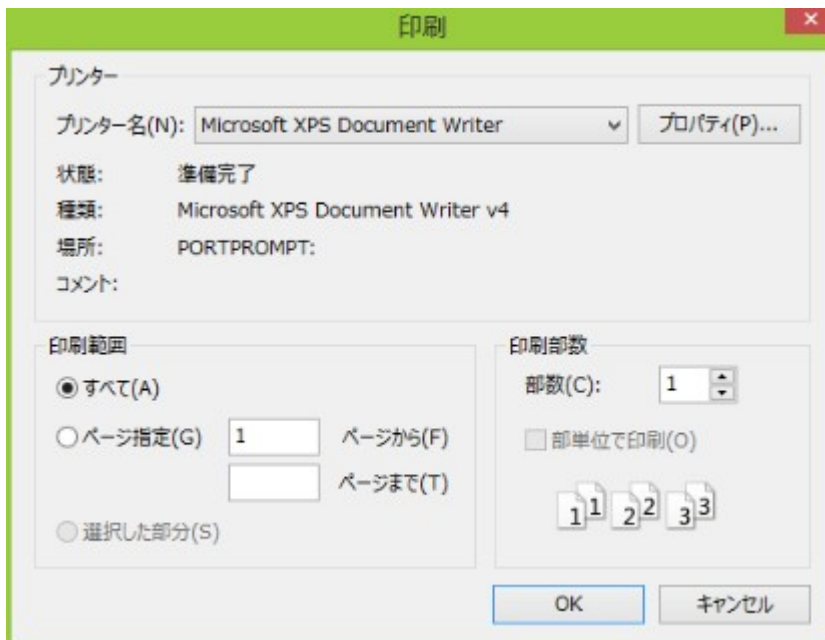 印刷
プリンター
プリンター名(N): Microsoft XPS Document Writer プロパティ(P)...
状態: 準備完了
種類: Microsoft XPS Document Writer v4
場所: PORTPROMPT:
コメント:
印刷範囲
すべて(A)
ページ指定(G) 1 ページから(F)
ページまで(T)
選択した部分(S)
印刷部数
部数(C): 1
部単位で印刷(O)
1 1 2 2 3 3
OK キャンセル